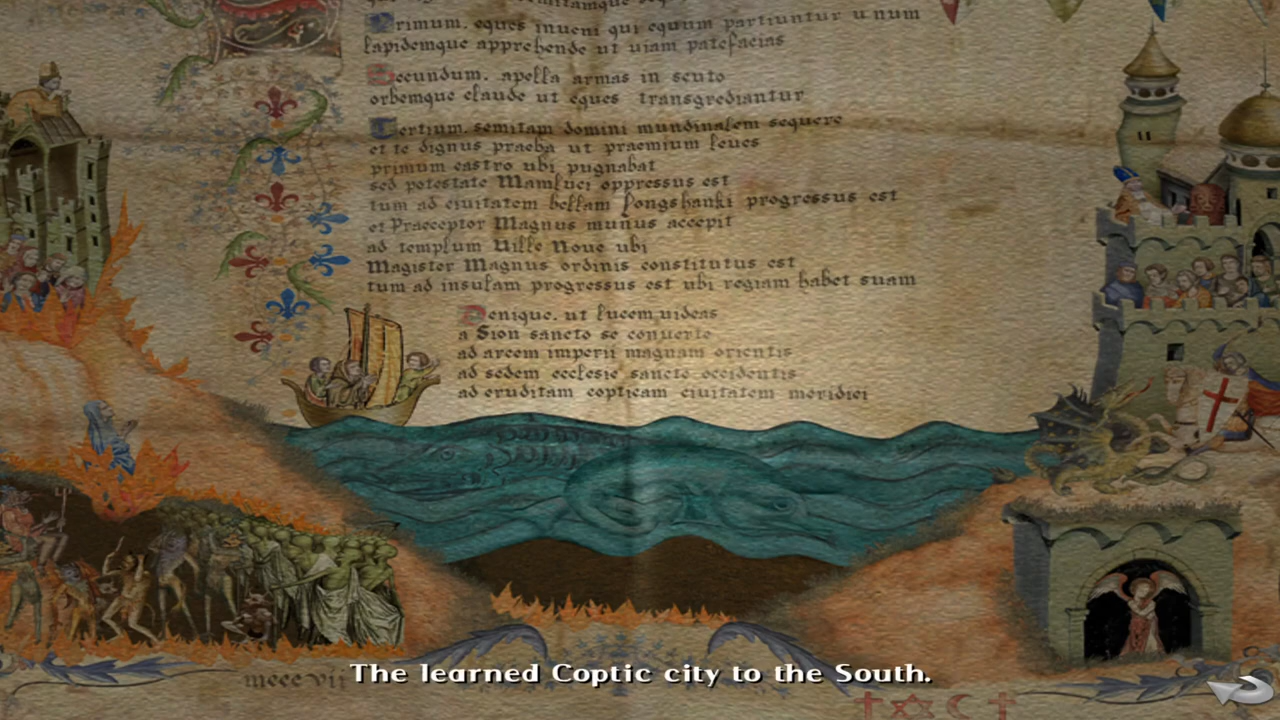 Primum. eques inueni qui equum partiuntur unum
lapidemque apprehende ut uiam patefacias
Secundum. apella armas in scuto
orbemque claude ut eques transgrediantur
Tertium. semitam domini mundinalem sequere
et te dignus praeba ut praemium leues
primum castro ubi pugnabat
sed potestate Mamluci oppressus est
tum ad ciuitatem bellam Longshanki progressus est
et Praeceptor Magnus munus accepit
ad templum Uille Noue ubi
Magister Magnus ordinis constitutus est
tum ad insulam progressus est ubi regiam habet suam
Denique. ut lucem uideas
a Sion sancto se conuerte
ad arcem imperii magnam orientis
ad sedem ecclesie sancte occidentis
ad eruditam copticam ciuitatem meridiei
The learned Coptic city to the South.